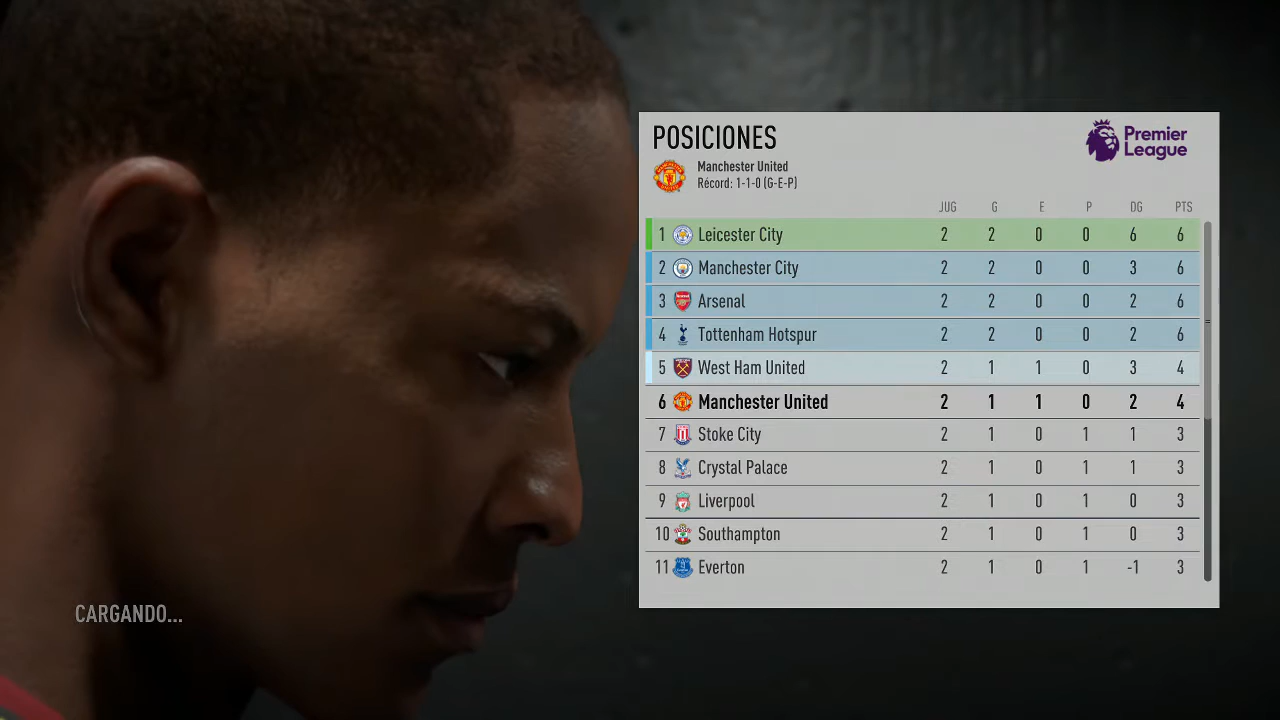 POSICIONES
Premier
League
Manchester United
Récord: 1-1-0 (G-E-P)
JUG G E P DG PTS
1 Leicester City 2 2 0 0 6 6
2 Manchester City 2 2 0 0 3 6
3 Arsenal 2 2 0 0 2 6
4 Tottenham Hotspur 2 2 0 0 2 6
5 West Ham United 2 1 1 0 3 4
6 Manchester United 2 1 1 0 2 4
7 Stoke City 2 1 0 1 1 3
8 Crystal Palace 2 1 0 1 1 3
9 Liverpool 2 1 0 1 0 3
10 Southampton 2 1 0 1 0 3
11 Everton 2 1 0 1 -1 3
CARGANDO...